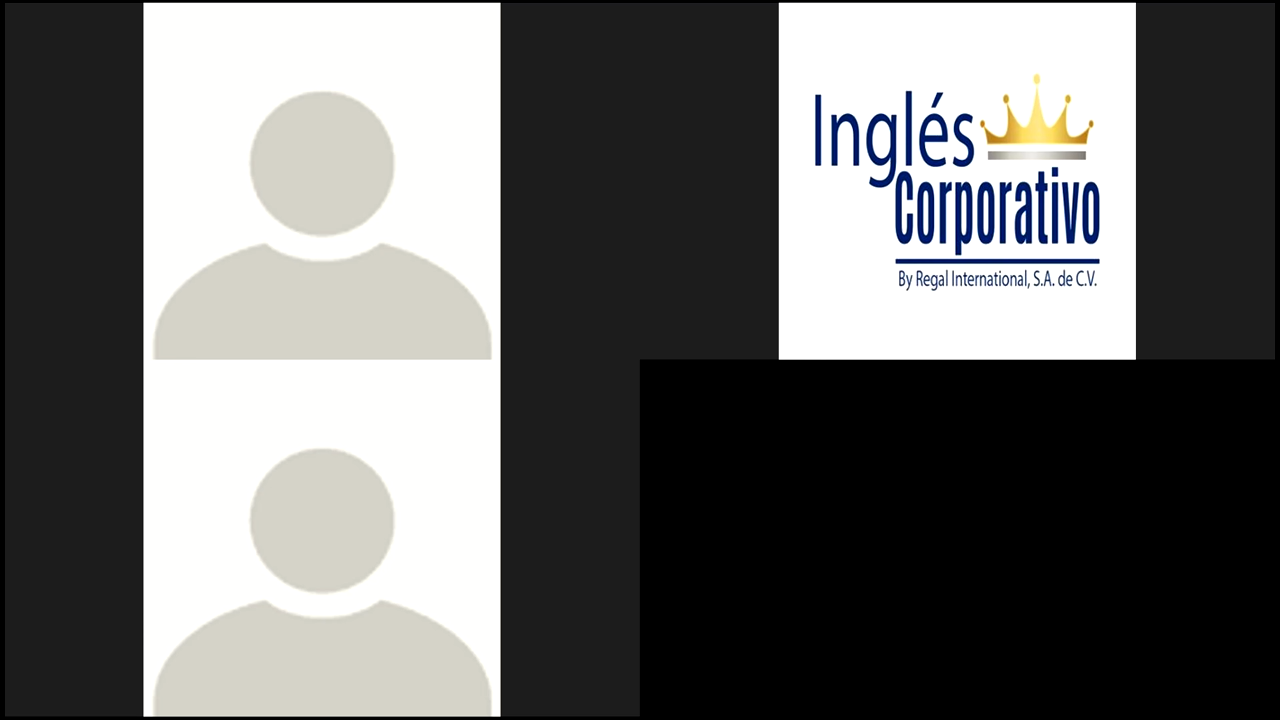 Inglés
Corporativo
By Regal International, S.A. de C.V.